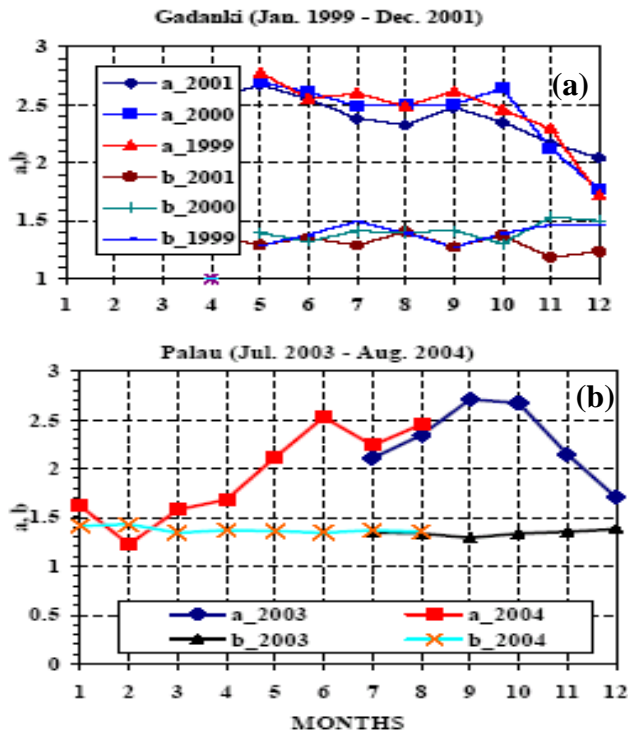 Gadanki (Jan. 1999 - Dec. 2001)
(a)
a,b
3
2.5
2
1.5
1
a_2001
a_2000
a_1999
b_2001
b_2000
b_1999
1 2 3 4 5 6 7 8 9 10 11 12
Palau (Jul. 2003 - Aug. 2004)
(b)
a,b
3
2.5
2
1.5
1
0.5
0
a_2003 a_2004
b_2003 b_2004
1 2 3 4 5 6 7 8 9 10 11 12
MONTHS